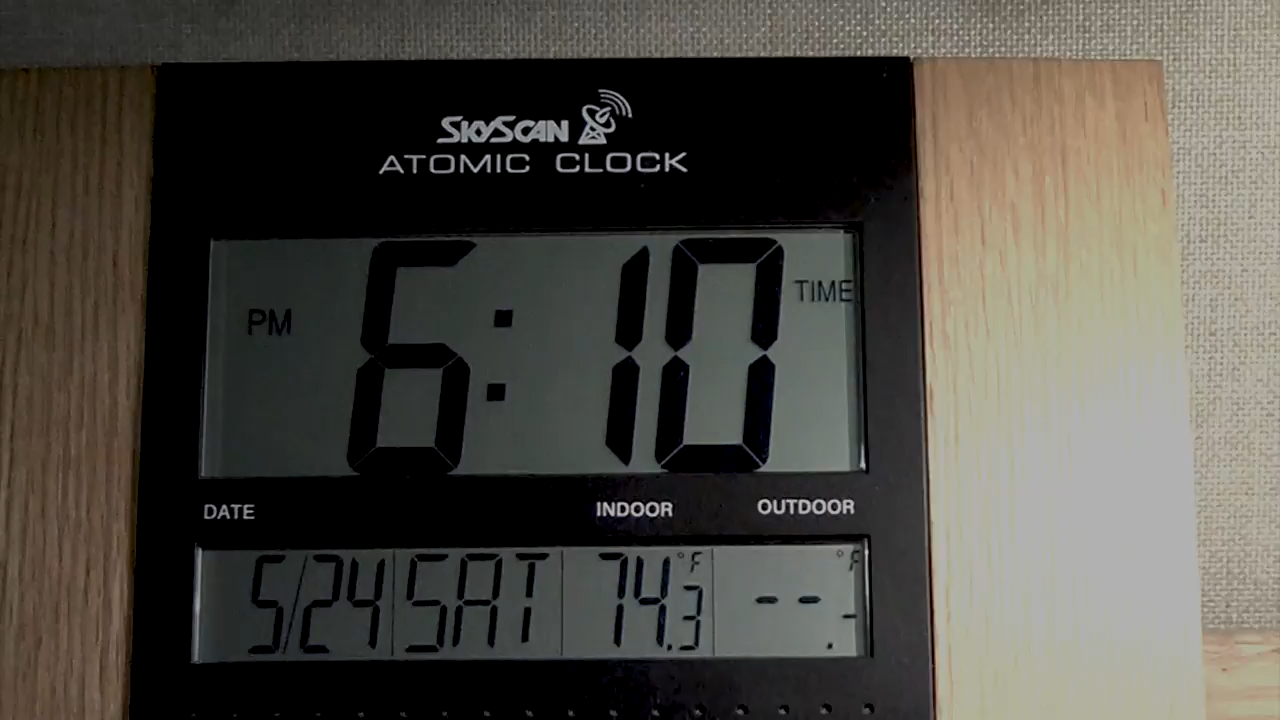 SKYSCAN
ATOMIC CLOCK
PM 6:10 TIME
DATE INDOOR OUTDOOR
5/24 SAT 74.3 °F --.- °F